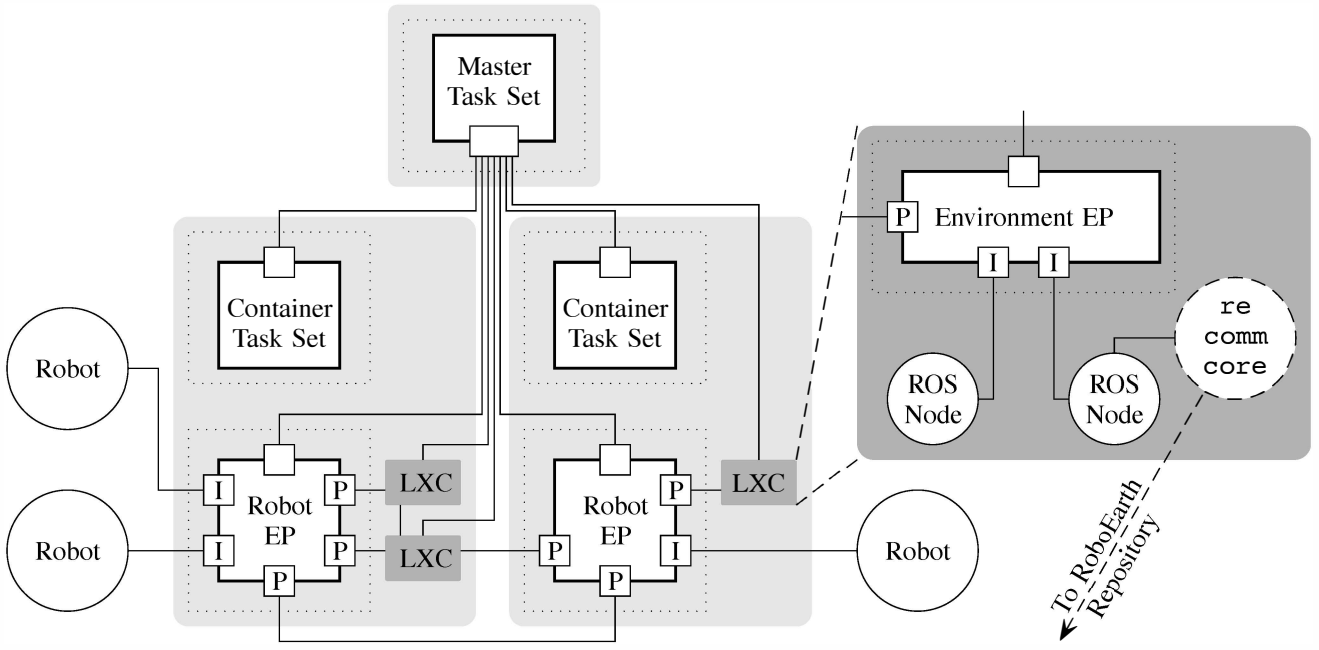 Master
Task Set
P
Environment EP
I
I
Container
Task Set
Container
Task Set
re
comm
core
Robot
ROS
Node
ROS
Node
I
Robot
EP
P
LXC
Robot
EP
P
LXC
Robot
I
P
LXC
P
I
Robot
P
P
To RoboEarth
Repository